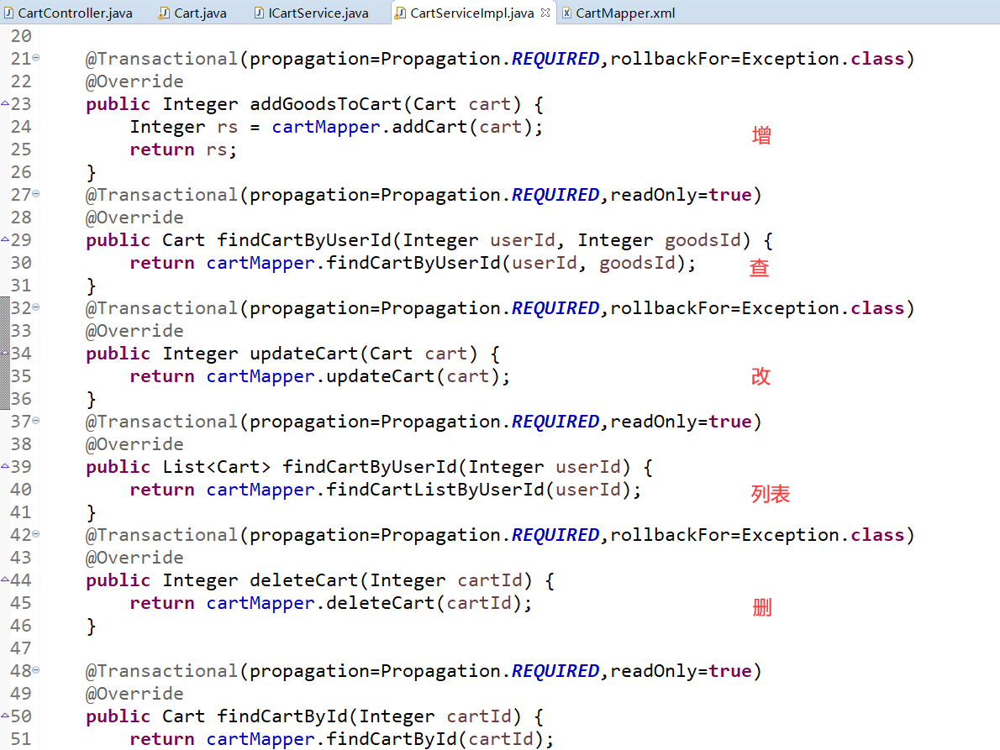 CartController.java Cart.java ICartService.java CartServiceImpl.java CartMapper.xml
20
21 @Transactional(propagation=Propagation.REQUIRED,rollbackFor=Exception.class)
22 @Override
23 public Integer addGoodsToCart(Cart cart) {
24 Integer rs = cartMapper.addCart(cart); 增
25 return rs;
26 }
27 @Transactional(propagation=Propagation.REQUIRED,readOnly=true)
28 @Override
29 public Cart findCartByUserId(Integer userId, Integer goodsId) {
30 return cartMapper.findCartByUserId(userId, goodsId); 查
31 }
32 @Transactional(propagation=Propagation.REQUIRED,rollbackFor=Exception.class)
33 @Override
34 public Integer updateCart(Cart cart) {
35 return cartMapper.updateCart(cart); 改
36 }
37 @Transactional(propagation=Propagation.REQUIRED,readOnly=true)
38 @Override
39 public List<Cart> findCartByUserId(Integer userId) {
40 return cartMapper.findCartListByUserId(userId); 列表
41 }
42 @Transactional(propagation=Propagation.REQUIRED,rollbackFor=Exception.class)
43 @Override
44 public Integer deleteCart(Integer cartId) {
45 return cartMapper.deleteCart(cartId); 删
46 }
47
48 @Transactional(propagation=Propagation.REQUIRED,readOnly=true)
49 @Override
50 public Cart findCartById(Integer cartId) {
51 return cartMapper.findCartById(cartId);